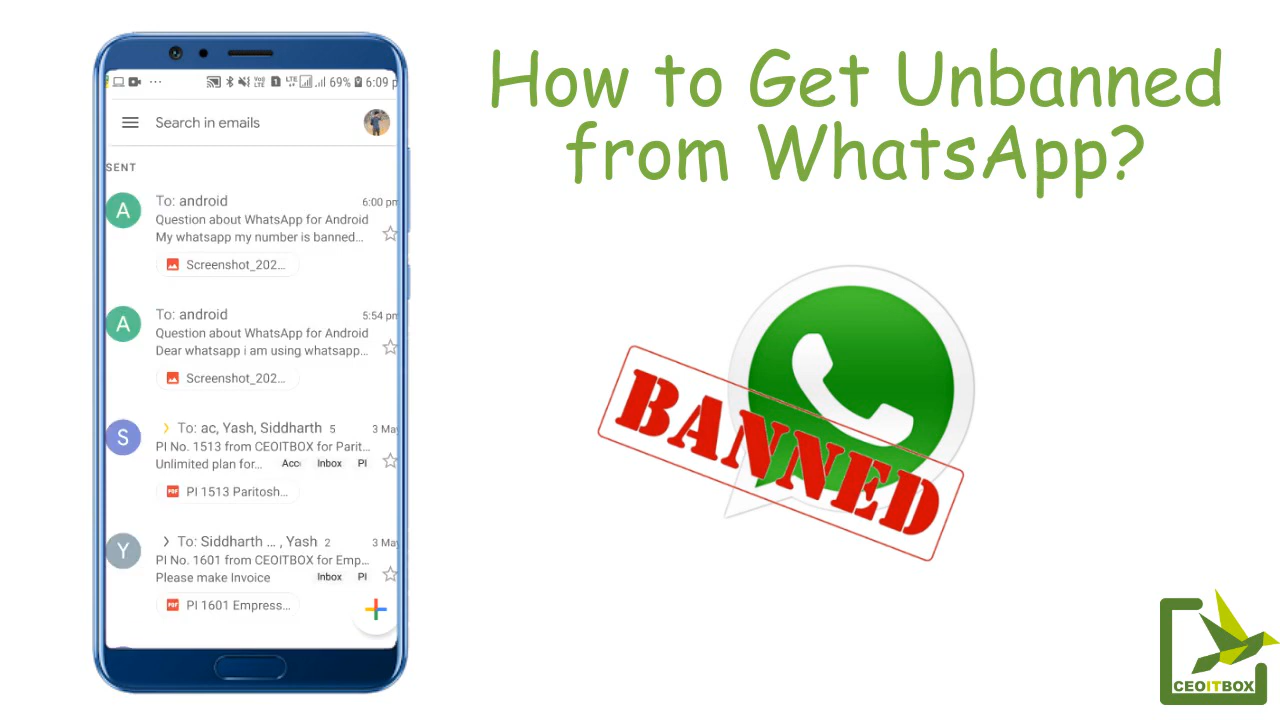 69% 6:09 p
Search in emails
SENT
A
To: android
6:00 pm
Question about WhatsApp for Android
My whatsapp my number is banned...
Screenshot_202...
A
To: android
5:54 pm
Question about WhatsApp for Android
Dear whatsapp i am using whatsapp...
Screenshot_202...
S
To: ac, Yash, Siddharth 5
3 May
PI No. 1513 from CEOITBOX for Parit...
Unlimited plan for... Acc Inbox PI
PDF PI 1513 Paritosh...
Y
To: Siddharth ... , Yash 2
3 May
PI No. 1601 from CEOITBOX for Emp...
Please make Invoice Inbox PI
PDF PI 1601 Empress...
How to Get Unbanned
from WhatsApp?
BANNED
CEOITBOX